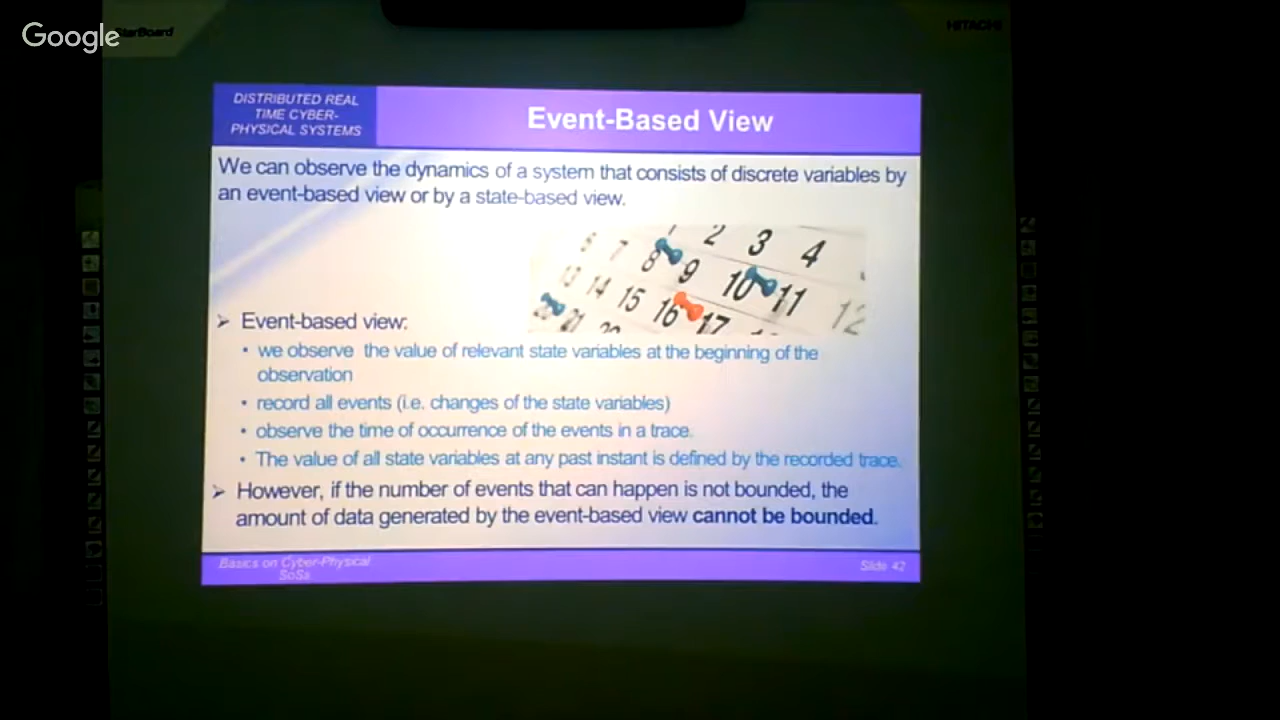 Google
StarBoard
HITACHI
DISTRIBUTED REAL
TIME CYBER-
PHYSICAL SYSTEMS
Event-Based View
We can observe the dynamics of a system that consists of discrete variables by
an event-based view or by a state-based view.
1 2 3 4
6 7 8 9 10 11 12
13 14 15 16 17
21
➢ Event-based view:
• we observe the value of relevant state variables at the beginning of the
observation
• record all events (i.e. changes of the state variables)
• observe the time of occurrence of the events in a trace.
• The value of all state variables at any past instant is defined by the recorded trace.
➢ However, if the number of events that can happen is not bounded, the
amount of data generated by the event-based view cannot be bounded.
Basics on Cyber-Physical
SoSs
Slide 42